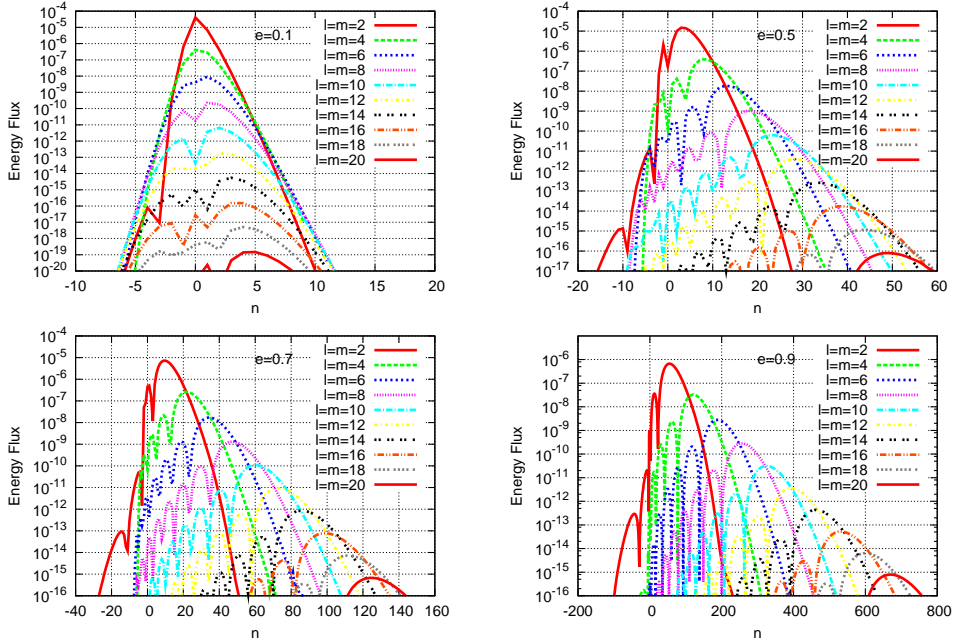 10^-4
10^-5
10^-6
10^-7
10^-8
10^-9
10^-10
10^-11
10^-12
10^-13
10^-14
10^-15
10^-16
10^-17
10^-18
10^-19
10^-20
Energy Flux
-10 -5 0 5 10 15 20
n
e=0.1
l=m=2
l=m=4
l=m=6
l=m=8
l=m=10
l=m=12
l=m=14
l=m=16
l=m=18
l=m=20
10^-4
10^-5
10^-6
10^-7
10^-8
10^-9
10^-10
10^-11
10^-12
10^-13
10^-14
10^-15
10^-16
10^-17
Energy Flux
-20 -10 0 10 20 30 40 50 60
n
e=0.5
l=m=2
l=m=4
l=m=6
l=m=8
l=m=10
l=m=12
l=m=14
l=m=16
l=m=18
l=m=20
10^-4
10^-5
10^-6
10^-7
10^-8
10^-9
10^-10
10^-11
10^-12
10^-13
10^-14
10^-15
10^-16
Energy Flux
-40 -20 0 20 40 60 80 100 120 140 160
n
e=0.7
l=m=2
l=m=4
l=m=6
l=m=8
l=m=10
l=m=12
l=m=14
l=m=16
l=m=18
l=m=20
10^-6
10^-7
10^-8
10^-9
10^-10
10^-11
10^-12
10^-13
10^-14
10^-15
10^-16
Energy Flux
-200 0 200 400 600 800
n
e=0.9
l=m=2
l=m=4
l=m=6
l=m=8
l=m=10
l=m=12
l=m=14
l=m=16
l=m=18
l=m=20